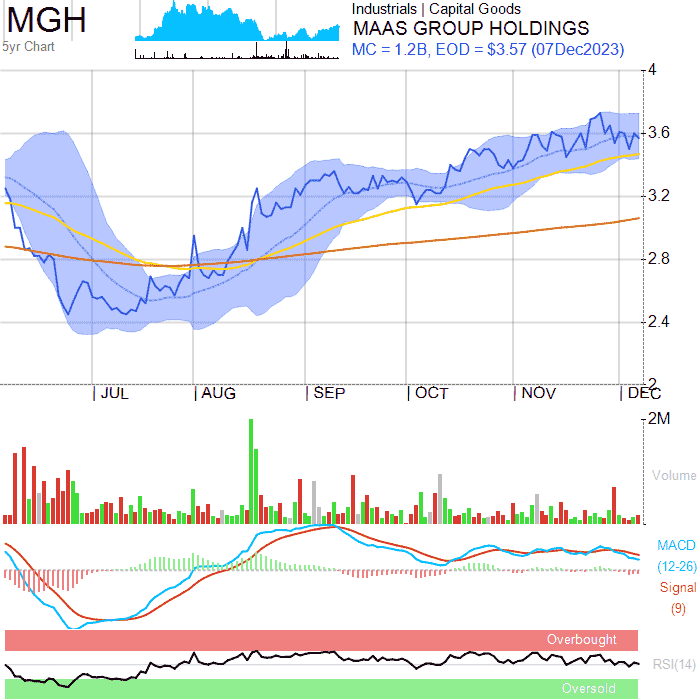 MGH
5yr Chart
Industrials | Capital Goods
MAAS GROUP HOLDINGS
MC = 1.2B, EOD = $3.57 (07Dec2023)
4
3.6
3.2
2.8
2.4
2
JUL AUG SEP OCT NOV DEC
2M
Volume
MACD
(12-26)
Signal
(9)
Overbought
RSI(14)
Oversold